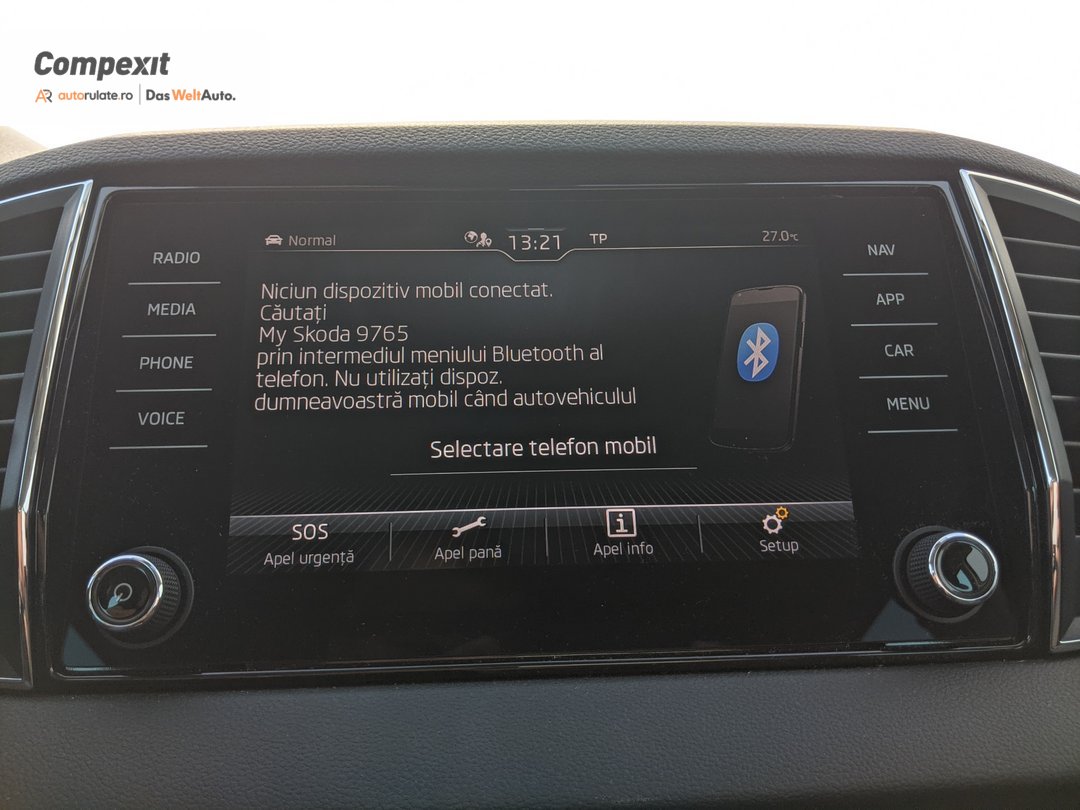 Compexit
AR autorulate.ro | Das WeltAuto.
Normal
13:21
TP
27.0°C
RADIO
MEDIA
PHONE
VOICE
Niciun dispozitiv mobil conectat.
Căutați
My Skoda 9765
prin intermediul meniului Bluetooth al
telefon. Nu utilizați dispoz.
dumneavoastră mobil când autovehiculul
Selectare telefon mobil
NAV
APP
CAR
MENU
SOS
Apel urgență
Apel pană
Apel info
Setup